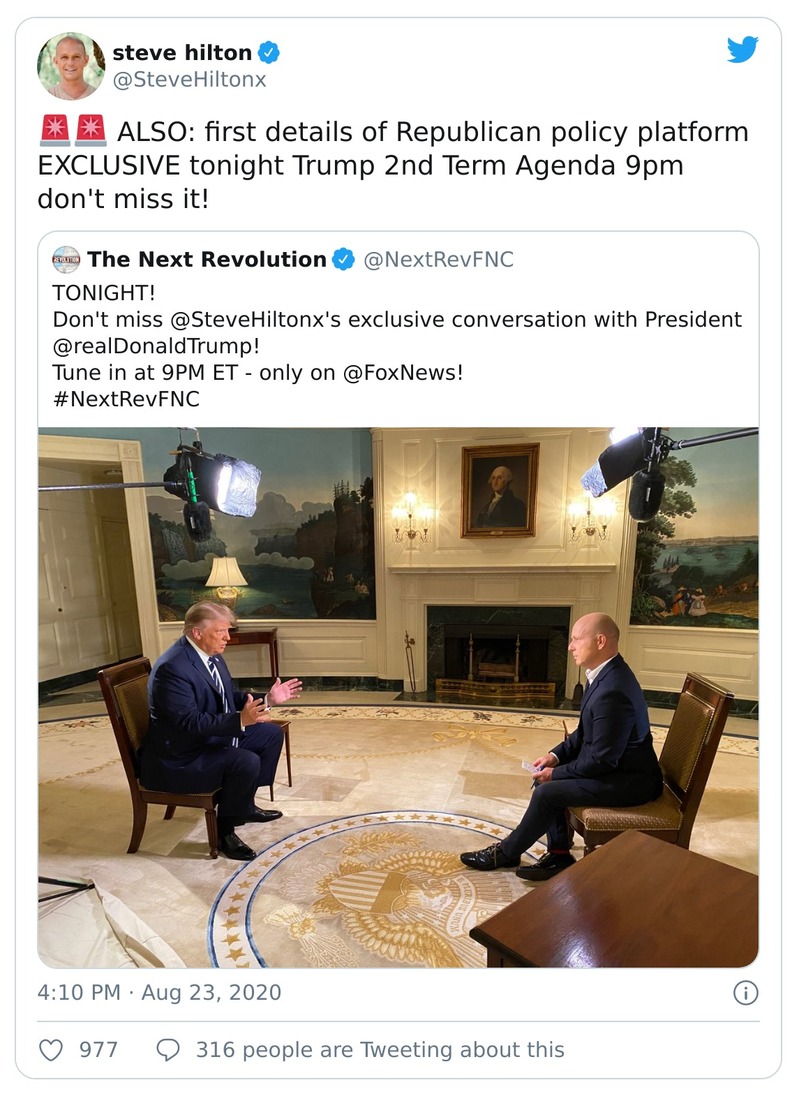 steve hilton
@SteveHiltonx
🚨🚨 ALSO: first details of Republican policy platform
EXCLUSIVE tonight Trump 2nd Term Agenda 9pm
don't miss it!
The Next Revolution @NextRevFNC
TONIGHT!
Don't miss @SteveHiltonx's exclusive conversation with President
@realDonaldTrump!
Tune in at 9PM ET - only on @FoxNews!
#NextRevFNC
4:10 PM · Aug 23, 2020
977
316 people are Tweeting about this